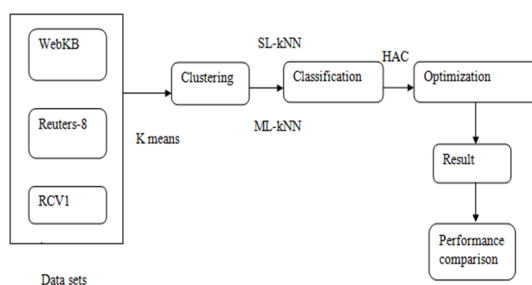 WebKB
Reuters-8
RCV1
Data sets
K means
Clustering
SL-kNN
ML-kNN
Classification
HAC
Optimization
Result
Performance
comparison